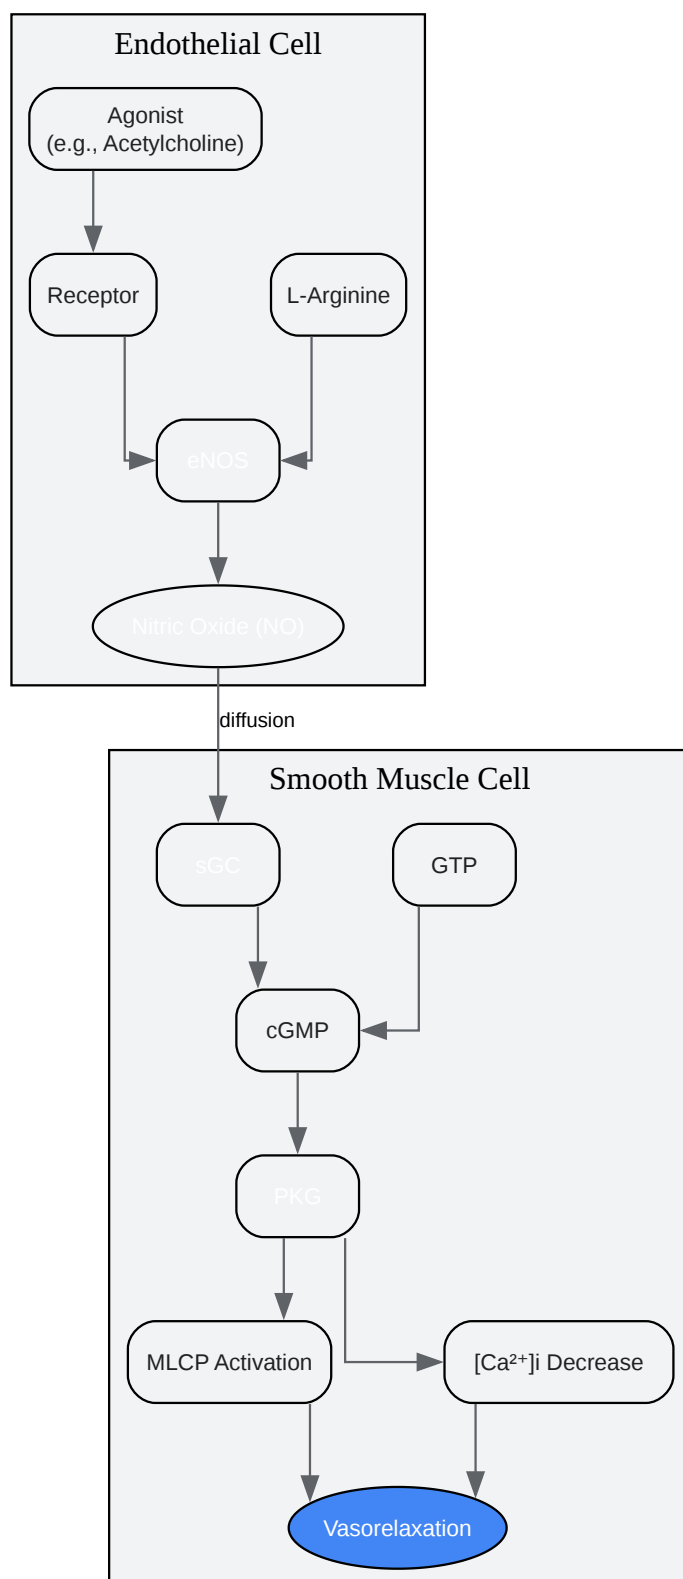 Endothelial Cell
Agonist
(e.g., Acetylcholine)
Receptor
L-Arginine
eNOS
Nitric Oxide (NO)
diffusion
Smooth Muscle Cell
sGC
GTP
cGMP
PKG
MLCP Activation
[Ca²⁺]i Decrease
Vasorelaxation